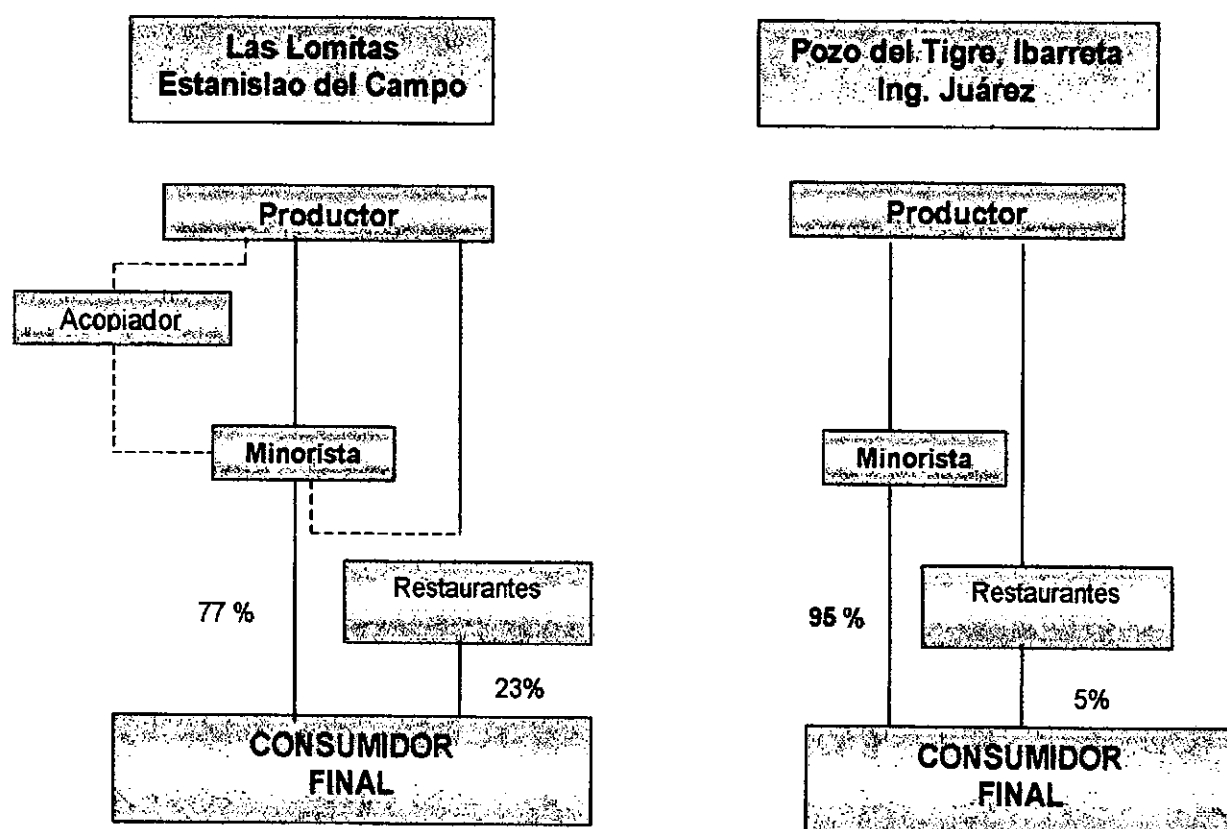 Las Lomitas
Estanislao del Campo
Productor
Acopiador
Minorista
Restaurantes
77 %
23%
CONSUMIDOR
FINAL
Pozo del Tigre, Ibarreta
Ing. Juárez
Productor
Minorista
Restaurantes
95 %
5%
CONSUMIDOR
FINAL